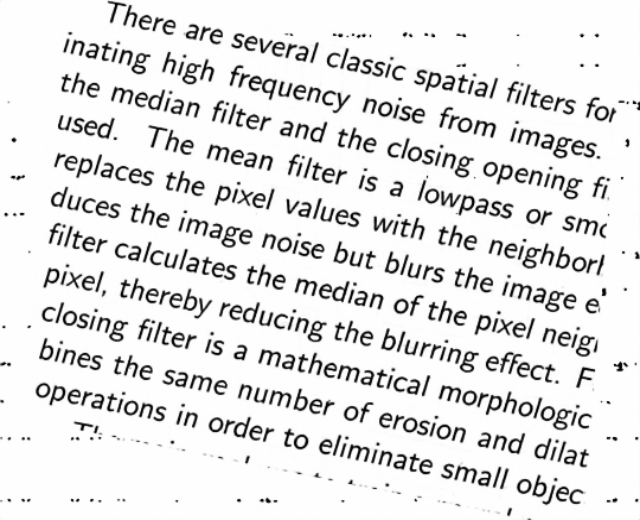 There are several classic spatial filters for
inating high frequency noise from images.
the median filter and the closing opening fi
used. The mean filter is a lowpass or smo
replaces the pixel values with the neighborh
duces the image noise but blurs the image e
filter calculates the median of the pixel neig
pixel, thereby reducing the blurring effect. F
closing filter is a mathematical morphologic
bines the same number of erosion and dilat
operations in order to eliminate small objec